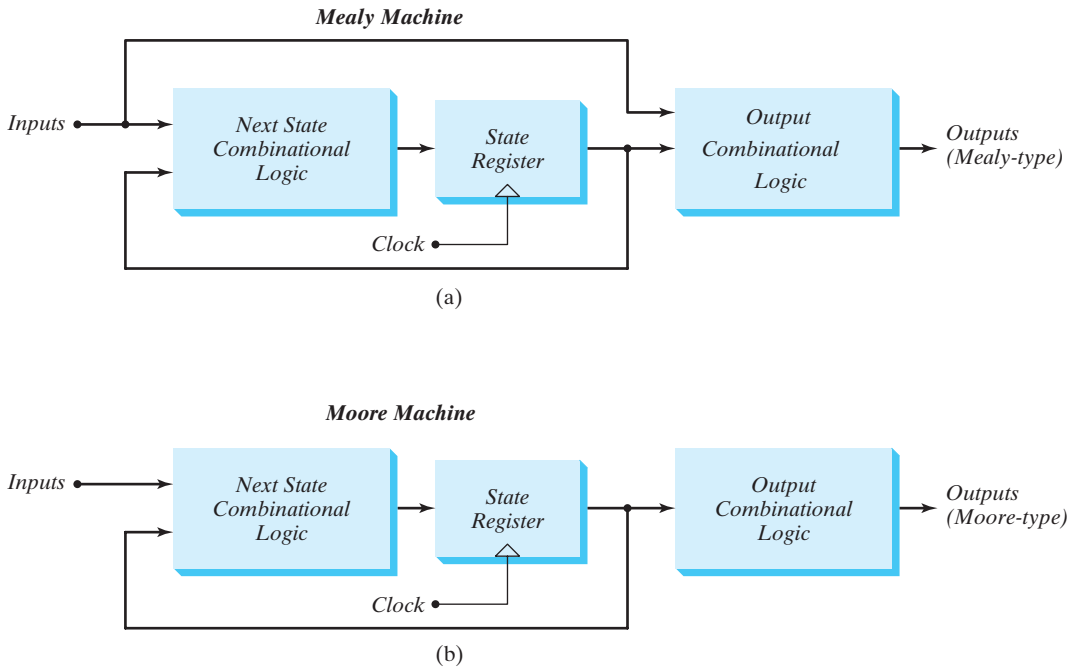 Mealy Machine
Inputs
Next State
Combinational
Logic
State
Register
Output
Combinational
Logic
Outputs
(Mealy-type)
Clock
(a)
Moore Machine
Inputs
Next State
Combinational
Logic
State
Register
Output
Combinational
Logic
Outputs
(Moore-type)
Clock
(b)